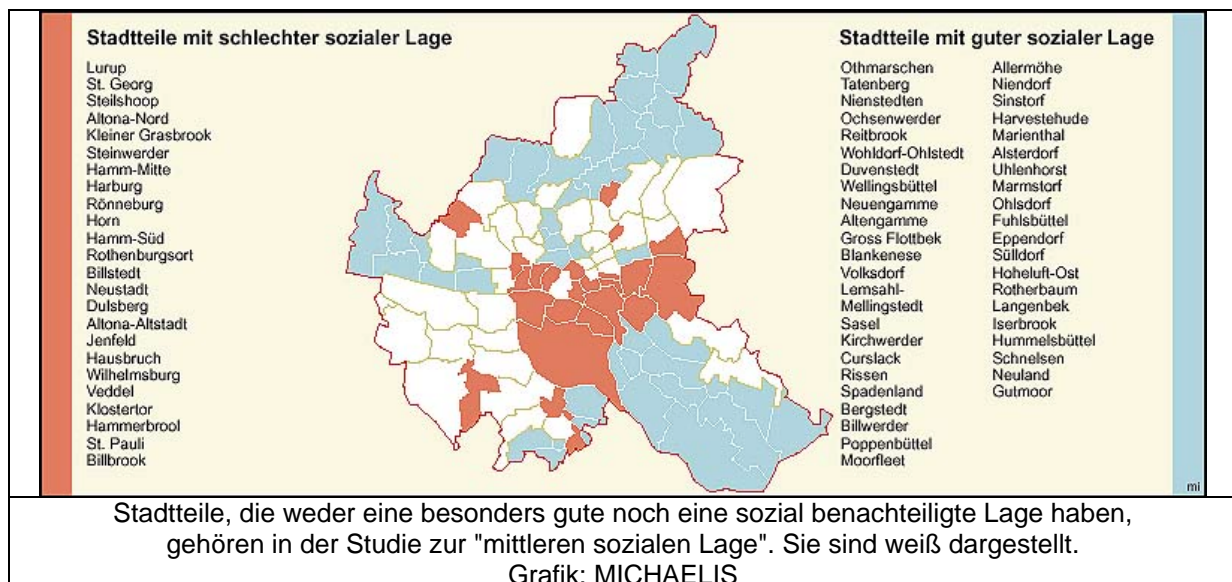 Stadtteile mit schlechter sozialer Lage
Lurup
St. Georg
Steilshoop
Altona-Nord
Kleiner Grasbrook
Steinwerder
Hamm-Mitte
Harburg
Rönneburg
Horn
Hamm-Süd
Rothenburgsort
Billstedt
Neustadt
Dulsberg
Altona-Altstadt
Jenfeld
Hausbruch
Wilhelmsburg
Veddel
Klostertor
Hammerbrool
St. Pauli
Billbrook
Stadtteile mit guter sozialer Lage
Othmarschen
Tatenberg
Nienstedten
Ochsenwerder
Reitbrook
Wohldorf-Ohlstedt
Duvenstedt
Wellingsbüttel
Neuengamme
Altengamme
Gross Flottbek
Blankenese
Volksdorf
Lemsahl-
Mellingstedt
Sasel
Kirchwerder
Curslack
Rissen
Spadenland
Bergstedt
Billwerder
Poppenbüttel
Moorfleet
Allermöhe
Niendorf
Sinstorf
Harvestehude
Marienthal
Alsterdorf
Uhlenhorst
Marmstorf
Ohlsdorf
Fuhlsbüttel
Eppendorf
Sülldorf
Hoheluft-Ost
Rotherbaum
Langenbek
Iserbrook
Hummelsbüttel
Schnelsen
Neuland
Gutmoor
mi
Stadtteile, die weder eine besonders gute noch eine sozial benachteiligte Lage haben,
gehören in der Studie zur "mittleren sozialen Lage". Sie sind weiß dargestellt.
Grafik: MICHAELIS